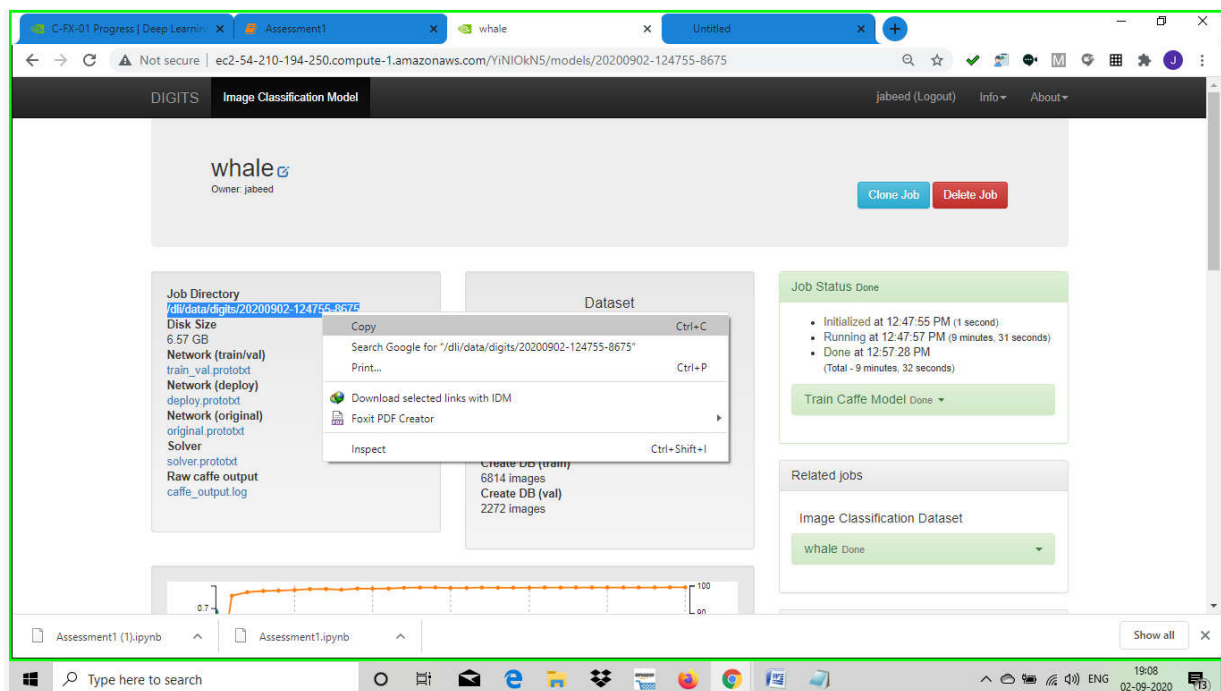 C-FX-01 Progress | Deep Learnin
Assessment1
whale
Untitled
Not secure | ec2-54-210-194-250.compute-1.amazonaws.com/YiNIOkN5/models/20200902-124755-8675
DIGITS Image Classification Model jabeed (Logout) Info About
whale
Owner: jabeed
Clone Job Delete Job
Job Directory
/dli/data/digits/20200902-124755-8675
Disk Size
6.57 GB
Network (train/val)
train_val.prototxt
Network (deploy)
deploy.prototxt
Network (original)
original.prototxt
Solver
solver.prototxt
Raw caffe output
caffe_output.log
Copy Ctrl+C
Search Google for "/dli/data/digits/20200902-124755-8675"
Print... Ctrl+P
Download selected links with IDM
Foxit PDF Creator
Inspect Ctrl+Shift+I
Dataset
Create DB (train)
6814 images
Create DB (val)
2272 images
Job Status Done
Initialized at 12:47:55 PM (1 second)
Running at 12:47:57 PM (9 minutes, 31 seconds)
Done at 12:57:28 PM
(Total - 9 minutes, 32 seconds)
Train Caffe Model Done
Related jobs
Image Classification Dataset
whale Done
0.7
100
90
Assessment1 (1).ipynb
Assessment1.ipynb
Show all
Type here to search
ENG
19:08
02-09-2020
13